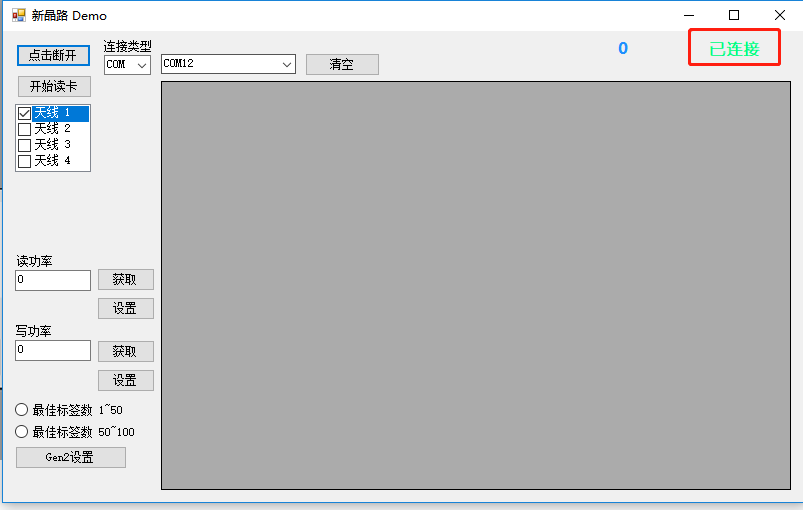 新晶路 Demo
点击断开
连接类型
COM
COM12
清空
0
已连接
开始读卡
天线 1
天线 2
天线 3
天线 4
读功率
0
获取
设置
写功率
0
获取
设置
最佳标签数 1~50
最佳标签数 50~100
Gen2设置